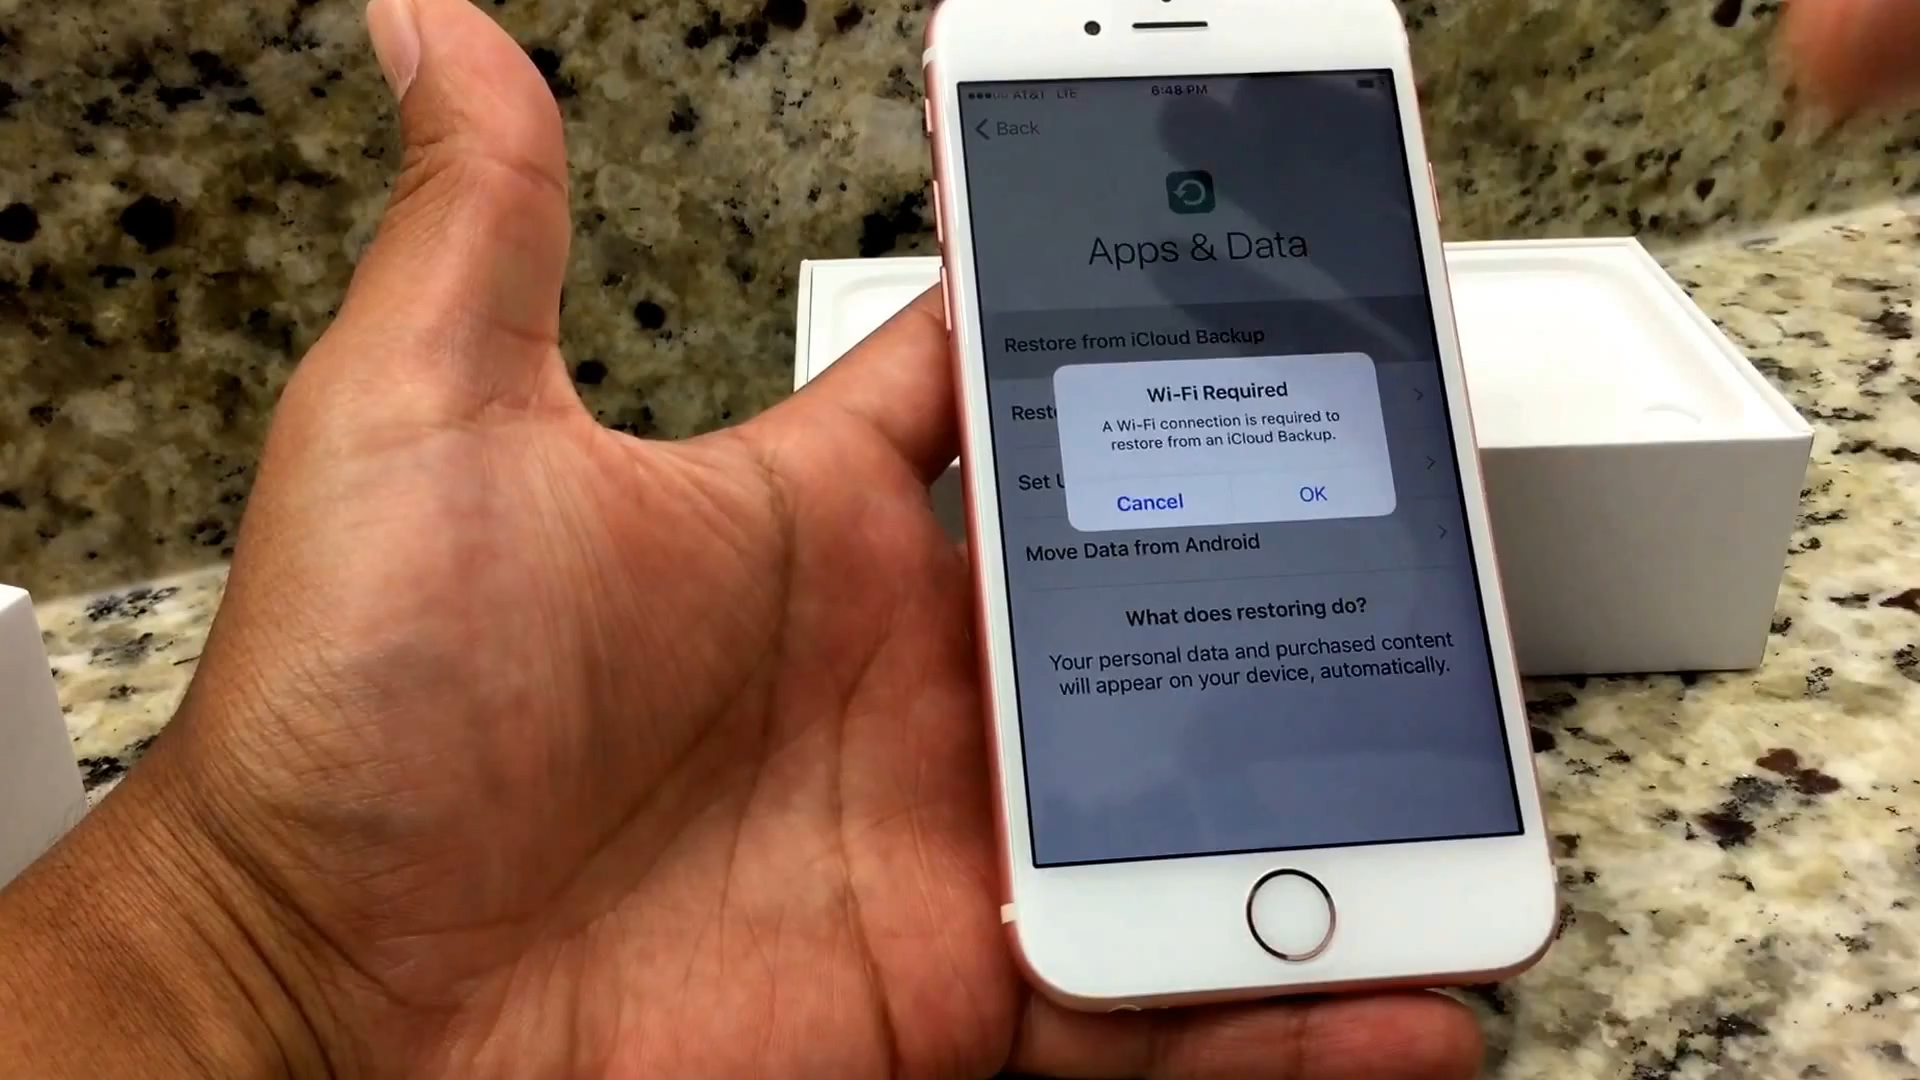 AT&T LTE 6:48 PM
Back
Apps & Data
Restore from iCloud Backup
Wi-Fi Required
A Wi-Fi connection is required to
restore from an iCloud Backup.
Cancel OK
Move Data from Android
What does restoring do?
Your personal data and purchased content
will appear on your device, automatically.